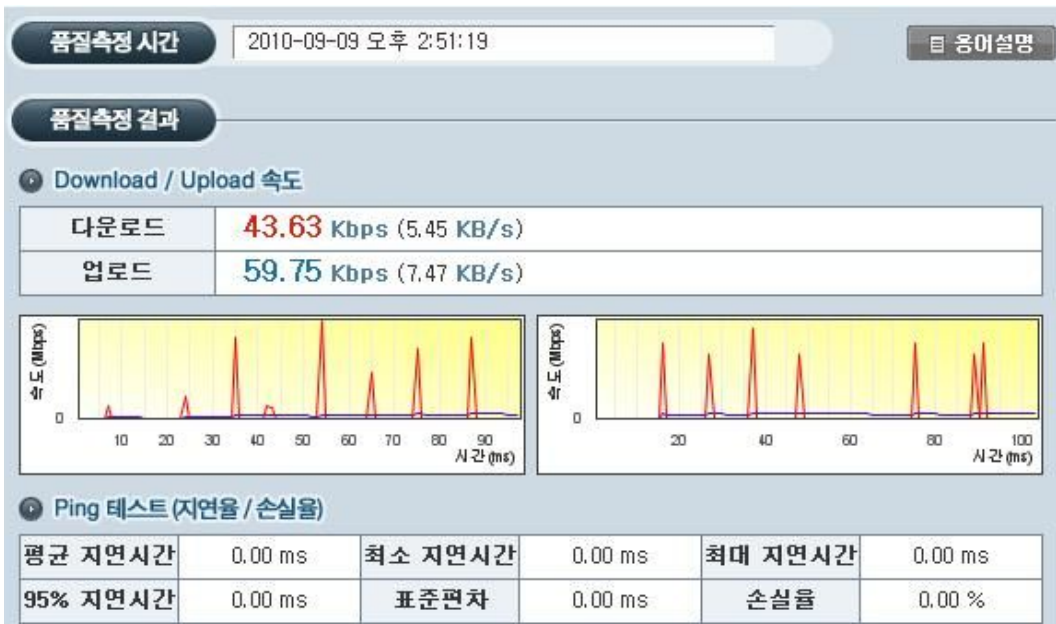 품질측정 시간 2010-09-09 오후 2:51:19 용어설명
품질측정 결과
Download / Upload 속도
다운로드 43.63 Kbps (5.45 KB/s)
업로드 59.75 Kbps (7.47 KB/s)
속도 (Mbps)
0
10 20 30 40 50 60 70 80 90
시간 (ms)
속도 (Mbps)
0
20 40 60 80 100
시간 (ms)
Ping 테스트 (지연율 / 손실율)
평균 지연시간 0.00 ms 최소 지연시간 0.00 ms 최대 지연시간 0.00 ms
95% 지연시간 0.00 ms 표준편차 0.00 ms 손실율 0.00 %